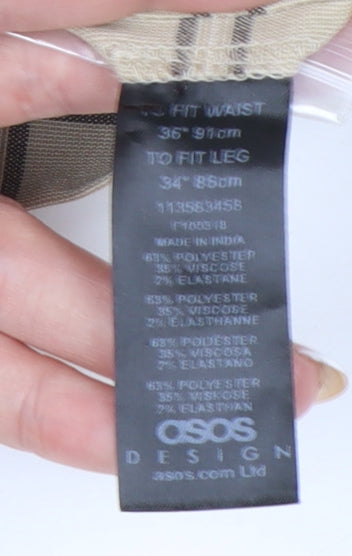 TO FIT WAIST
36" 91cm
TO FIT LEG
34" 86cm
113583458
MADE IN INDIA
63% POLYESTER
35% VISCOSE
2% ELASTANE
63% POLYESTER
35% VISCOSE
2% ELASTHANNE
63% POLIÉSTER
35% VISCOSA
2% ELASTANO
63% POLYESTER
35% VISKOSE
2% ELASTHAN
asos
DESIGN
asos.com Ltd